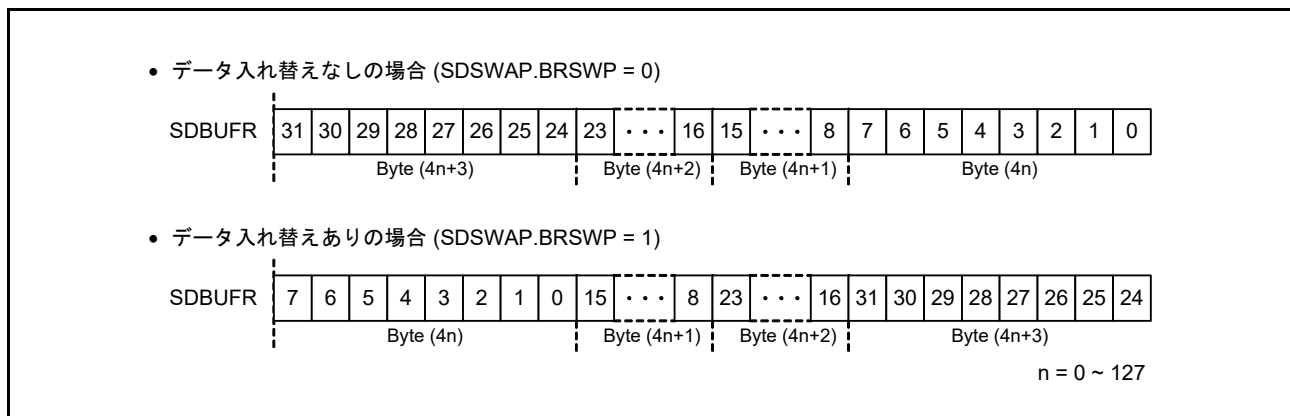 • データ入れ替えなしの場合 (SDSWAP.BRSWP = 0)
SDBUFR 31 30 29 28 27 26 25 24 23 ・・・ 16 15 ・・・ 8 7 6 5 4 3 2 1 0
Byte (4n+3) Byte (4n+2) Byte (4n+1) Byte (4n)
• データ入れ替えありの場合 (SDSWAP.BRSWP = 1)
SDBUFR 7 6 5 4 3 2 1 0 15 ・・・ 8 23 ・・・ 16 31 30 29 28 27 26 25 24
Byte (4n) Byte (4n+1) Byte (4n+2) Byte (4n+3)
n = 0 ~ 127